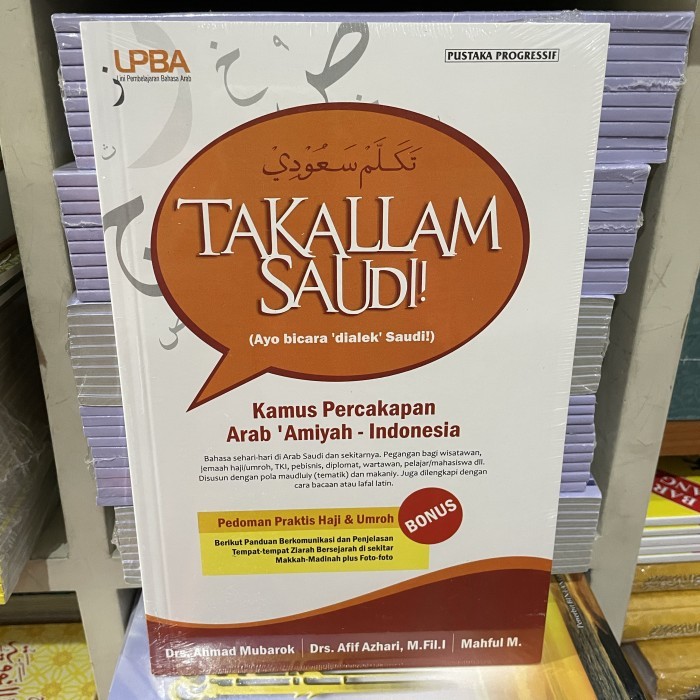 LPBA
Lini Pembelajaran Bahasa Arab
PUSTAKA PROGRESSIF
تَكَلَّمْ سَعُوْدِيْ
TAKALLAM
SAUDI!
(Ayo bicara 'dialek' Saudi!)
Kamus Percakapan
Arab 'Amiyah - Indonesia
Bahasa sehari-hari di Arab Saudi dan sekitarnya. Pegangan bagi wisatawan,
jemaah haji/umroh, TKI, pebisnis, diplomat, wartawan, pelajar/mahasiswa dll.
Disusun dengan pola maudluiy (tematik) dan makaniy. Juga dilengkapi dengan
cara bacaan atau lafal latin.
Pedoman Praktis Haji & Umroh
BONUS
Berikut Panduan Berkomunikasi dan Penjelasan
Tempat-tempat Ziarah Bersejarah di sekitar
Makkah-Madinah plus Foto-foto
Drs. Ahmad Mubarok | Drs. Afif Azhari, M.Fil.I | Mahful M.